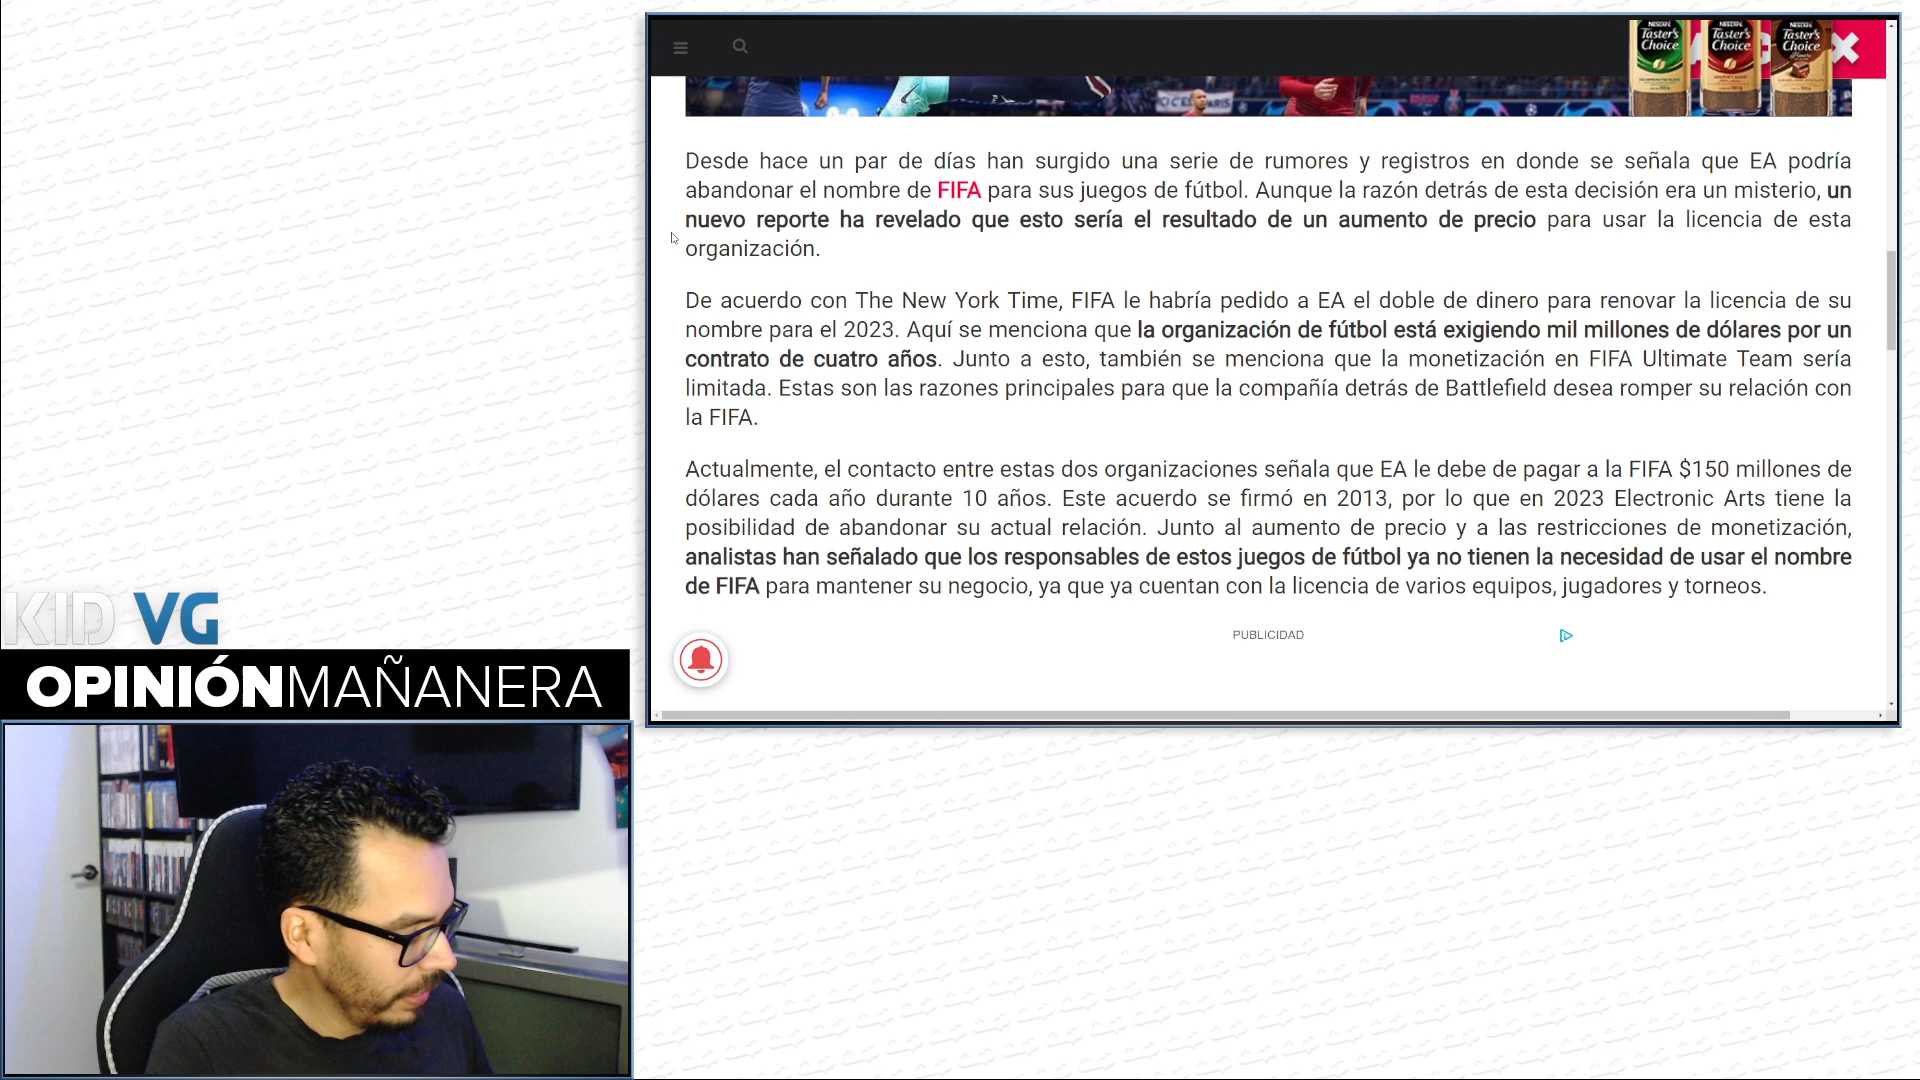 NESCAFÉ NESCAFÉ NESCAFÉ
Taster's Taster's Taster's
Choice Choice Choice
ICI C'EST PARIS
Desde hace un par de días han surgido una serie de rumores y registros en donde se señala que EA podría
abandonar el nombre de FIFA para sus juegos de fútbol. Aunque la razón detrás de esta decisión era un misterio, un
nuevo reporte ha revelado que esto sería el resultado de un aumento de precio para usar la licencia de esta
organización.
De acuerdo con The New York Time, FIFA le habría pedido a EA el doble de dinero para renovar la licencia de su
nombre para el 2023. Aquí se menciona que la organización de fútbol está exigiendo mil millones de dólares por un
contrato de cuatro años. Junto a esto, también se menciona que la monetización en FIFA Ultimate Team sería
limitada. Estas son las razones principales para que la compañía detrás de Battlefield desea romper su relación con
la FIFA.
Actualmente, el contacto entre estas dos organizaciones señala que EA le debe de pagar a la FIFA $150 millones de
dólares cada año durante 10 años. Este acuerdo se firmó en 2013, por lo que en 2023 Electronic Arts tiene la
posibilidad de abandonar su actual relación. Junto al aumento de precio y a las restricciones de monetización,
analistas han señalado que los responsables de estos juegos de fútbol ya no tienen la necesidad de usar el nombre
de FIFA para mantener su negocio, ya que ya cuentan con la licencia de varios equipos, jugadores y torneos.
PUBLICIDAD
KID VG
OPINIÓNMAÑANERA